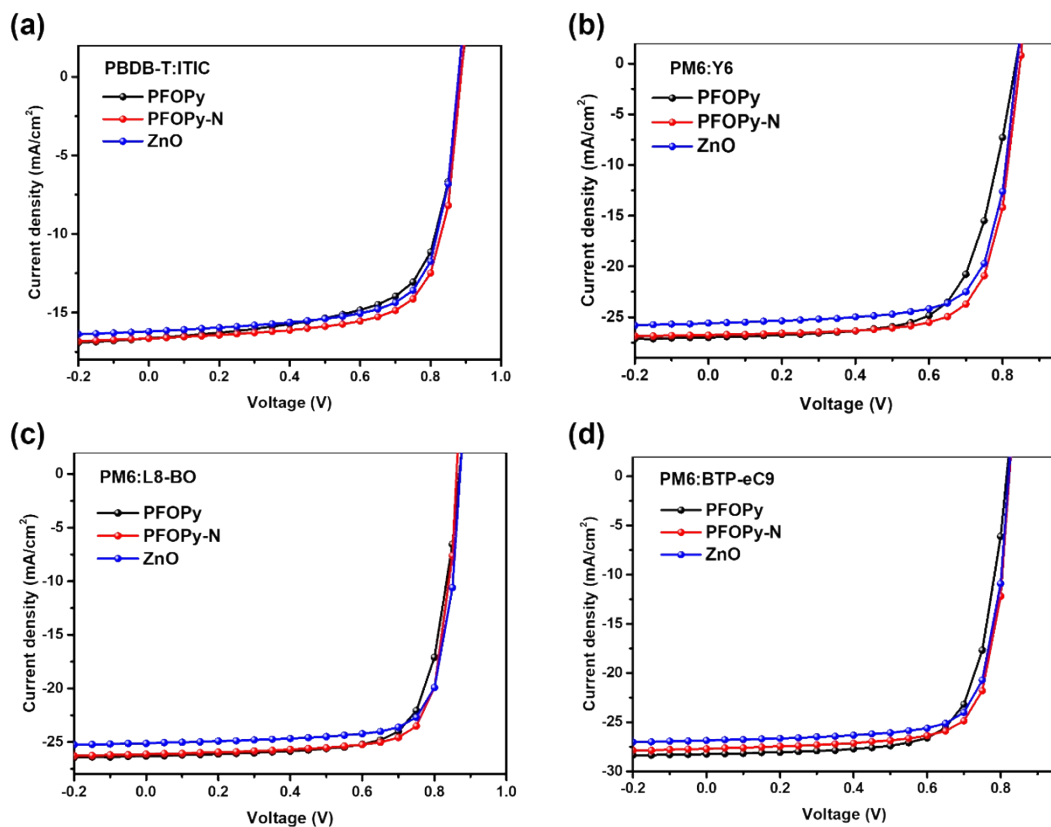 (a)
PBDB-T:ITIC
PFOPy
PFOPy-N
ZnO
0
-5
-10
-15
-0.2 0.0 0.2 0.4 0.6 0.8 1.0
Voltage (V)
Current density (mA/cm²)
(b)
PM6:Y6
PFOPy
PFOPy-N
ZnO
0
-5
-10
-15
-20
-25
-0.2 0.0 0.2 0.4 0.6 0.8
Voltage (V)
Current density (mA/cm²)
(c)
PM6:L8-BO
PFOPy
PFOPy-N
ZnO
0
-5
-10
-15
-20
-25
-0.2 0.0 0.2 0.4 0.6 0.8 1.0
Voltage (V)
Current density (mA/cm²)
(d)
PM6:BTP-eC9
PFOPy
PFOPy-N
ZnO
0
-5
-10
-15
-20
-25
-30
-0.2 0.0 0.2 0.4 0.6 0.8
Voltage (V)
Current density (mA/cm²)